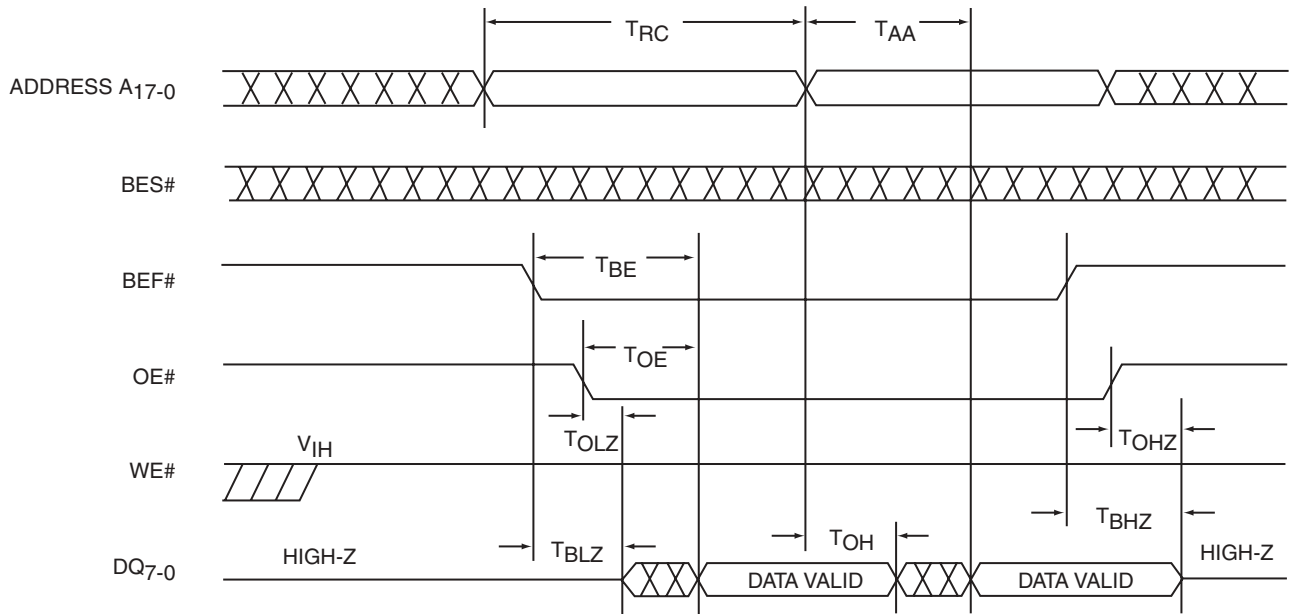 TRC TAA
ADDRESS A17-0
BES#
TBE
BEF#
TOE
OE#
TOLZ TOHZ
VIH
WE#
TBLZ TOH TBHZ
HIGH-Z HIGH-Z
DQ7-0 DATA VALID DATA VALID